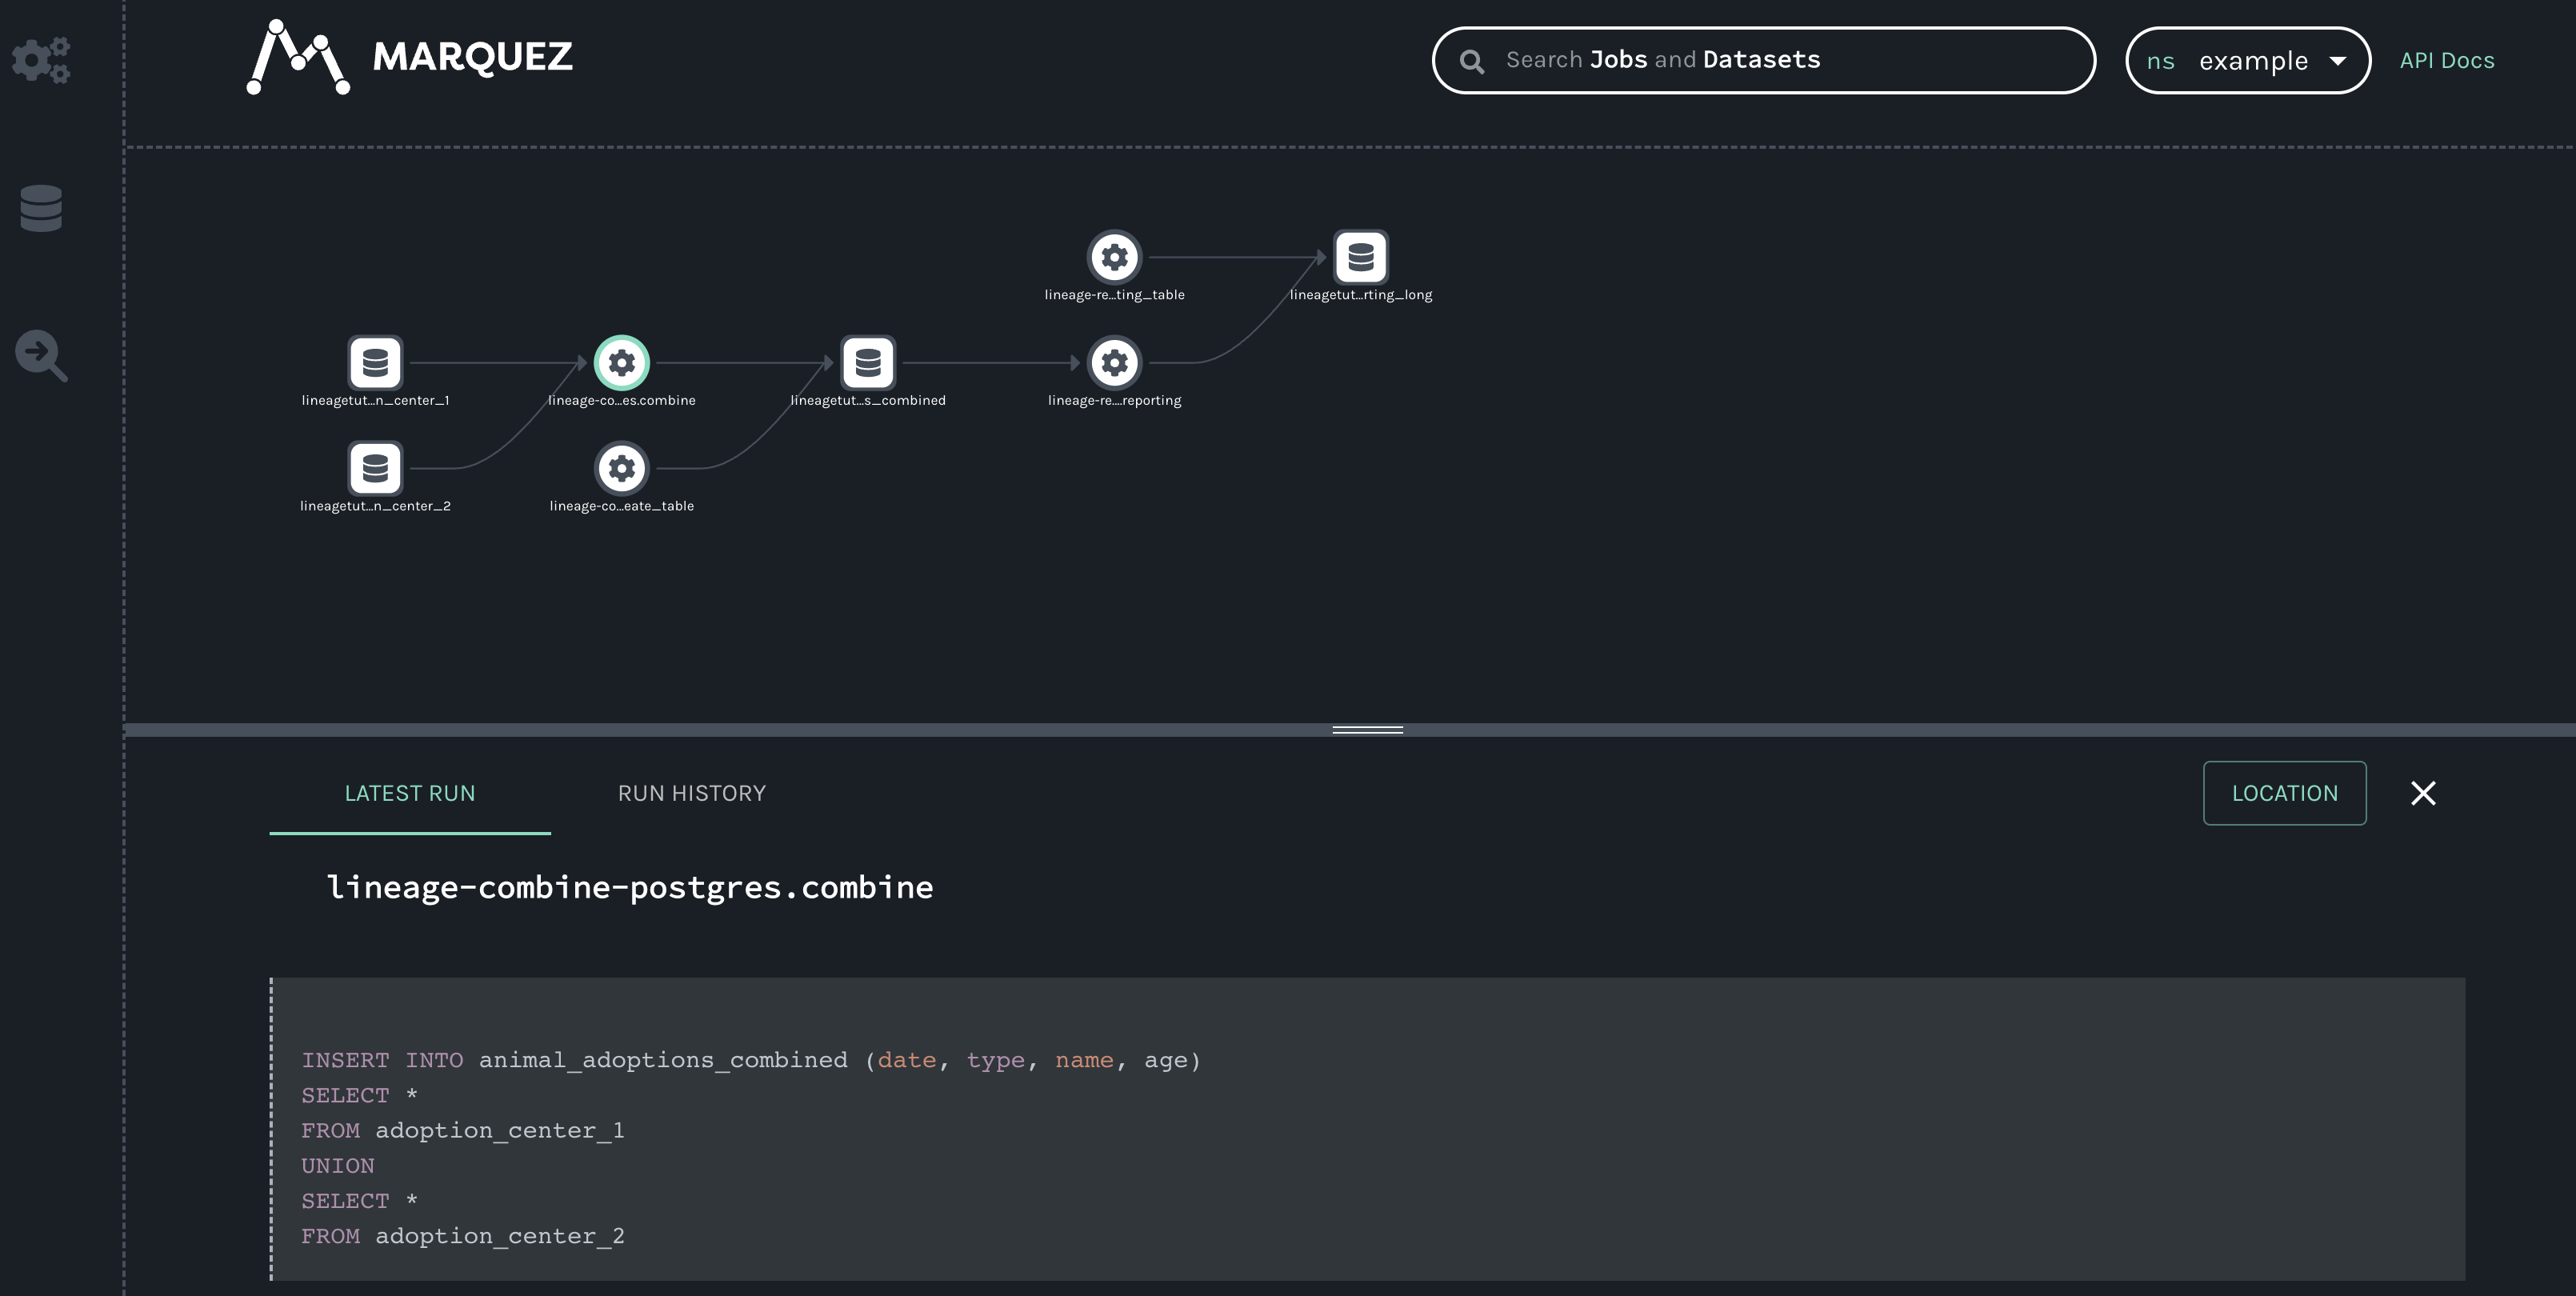 MARQUEZ
Search Jobs and Datasets
ns example
API Docs
lineage-re...ting_table
lineagetut...rting_long
lineagetut...n_center_1
lineage-co...es.combine
lineagetut...s_combined
lineage-re....reporting
lineagetut...n_center_2
lineage-co...eate_table
LATEST RUN
RUN HISTORY
LOCATION
lineage-combine-postgres.combine
INSERT INTO animal_adoptions_combined (date, type, name, age)
SELECT *
FROM adoption_center_1
UNION
SELECT *
FROM adoption_center_2